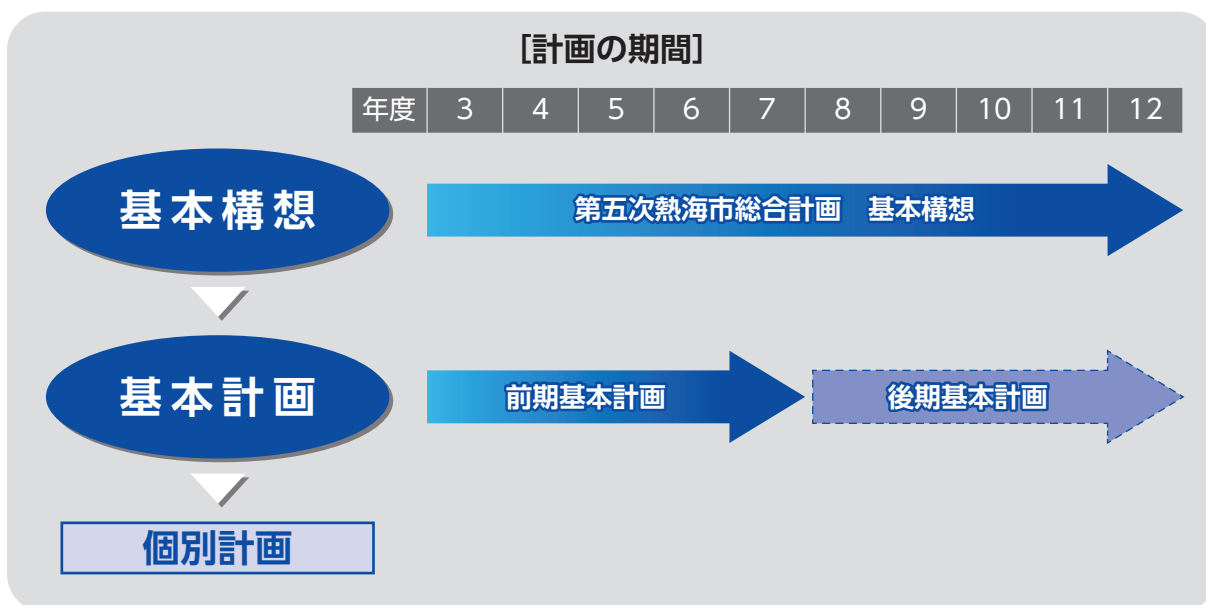 [計画の期間]
年度 3 4 5 6 7 8 9 10 11 12
基本構想
第五次熱海市総合計画 基本構想
基本計画
前期基本計画
後期基本計画
個別計画